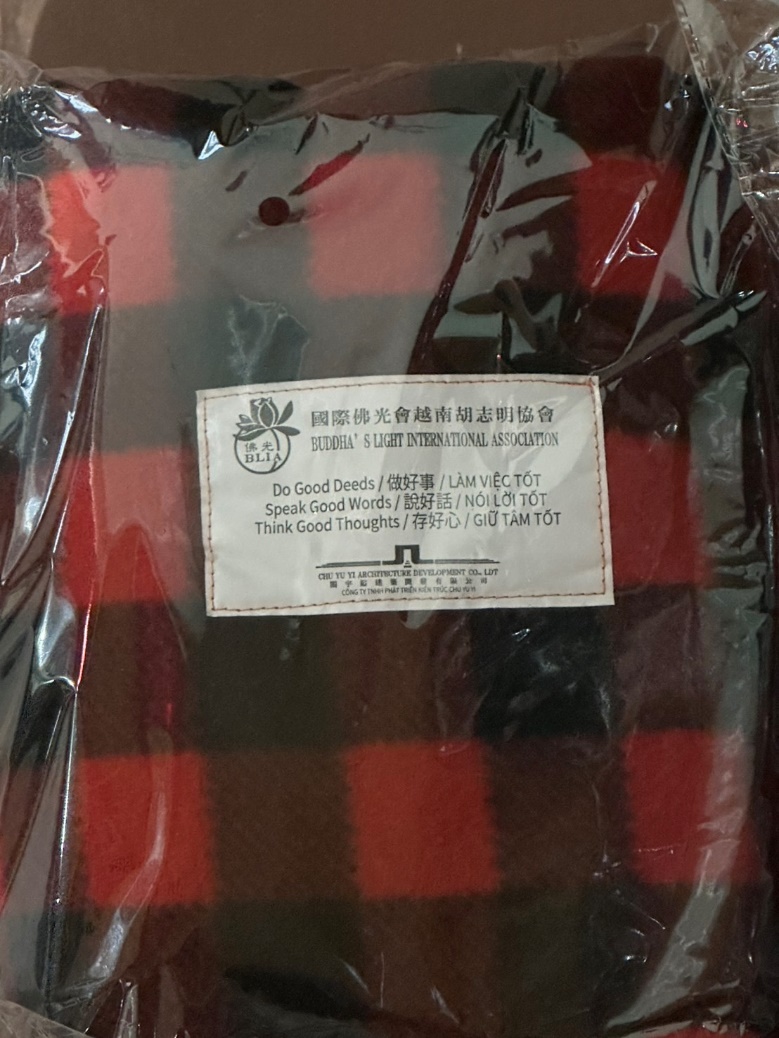 佛光
BLIA
國際佛光會越南胡志明協會
BUDDHA'S LIGHT INTERNATIONAL ASSOCIATION
Do Good Deeds / 做好事 / LÀM VIỆC TỐT
Speak Good Words / 說好話 / NÓI LỜI TỐT
Think Good Thoughts / 存好心 / GIỮ TÂM TỐT
CHU YU YI ARCHITECTURE DEVELOPMENT CO., LDT
CÔNG TY TNHH PHÁT TRIỂN KIẾN TRÚC CHU YU YI